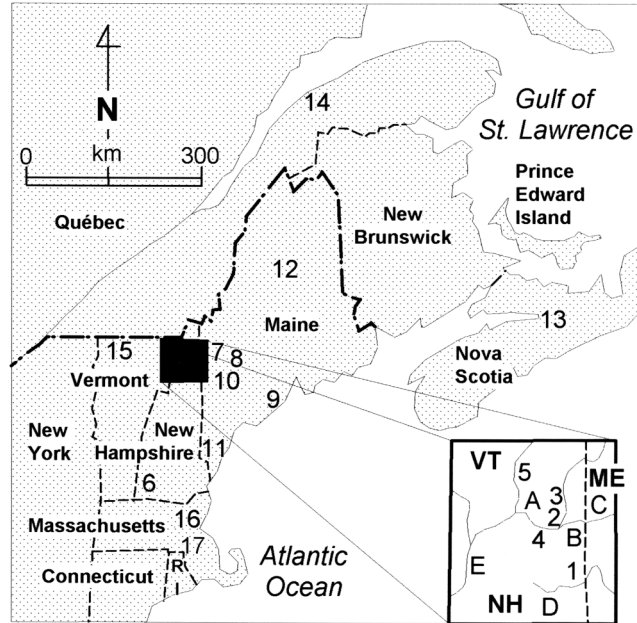 14
Gulf of
St. Lawrence
N
0 km 300
Prince
Edward
Island
Québec
New
Brunswick
12
Maine
13
Nova
Scotia
15
7
8
Vermont
10
9
New
York
New
Hampshire
11
6
Massachusetts
16
17
Connecticut
R
I
Atlantic
Ocean
VT
ME
5
A
3
C
2
4
B
E
1
NH
D